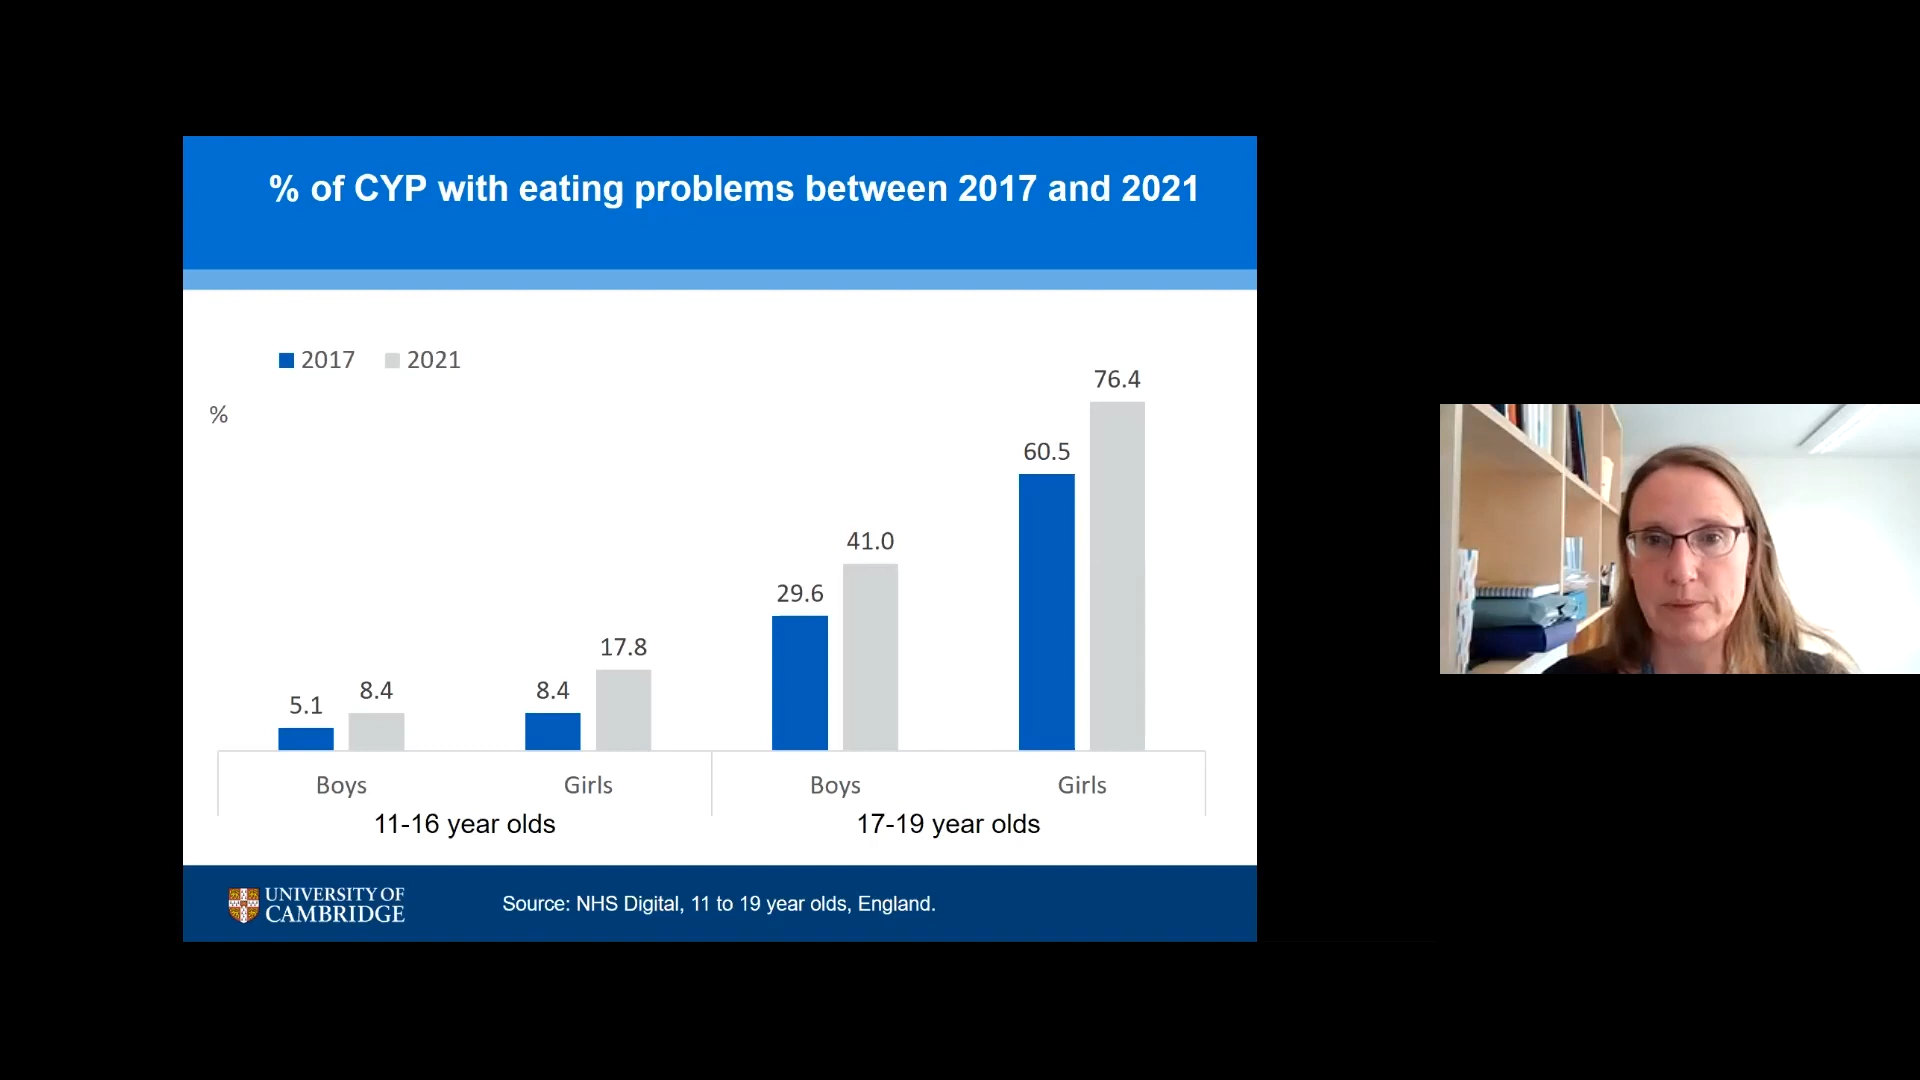 % of CYP with eating problems between 2017 and 2021
2017 2021
%
5.1
8.4
8.4
17.8
29.6
41.0
60.5
76.4
Boys Girls Boys Girls
11-16 year olds 17-19 year olds
UNIVERSITY OF
CAMBRIDGE
Source: NHS Digital, 11 to 19 year olds, England.